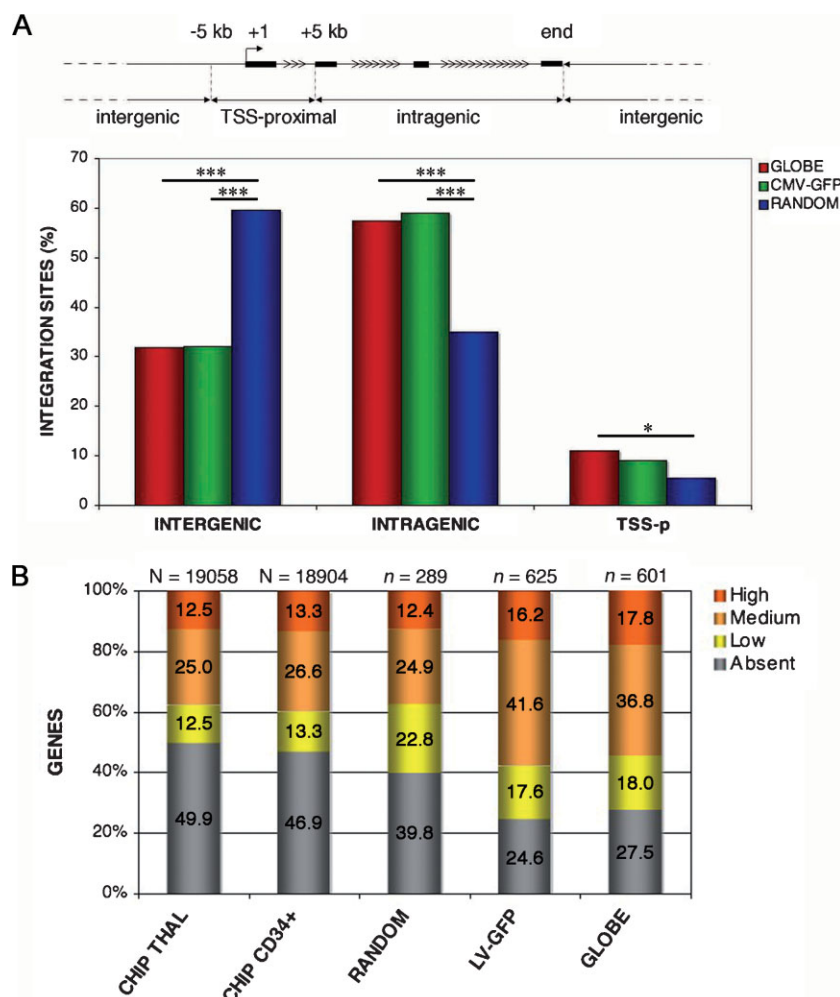 A
-5 kb +1 +5 kb end
intergenic TSS-proximal intragenic intergenic
INTEGRATION SITES (%)
70
60
50
40
30
20
10
0
*** *** *** *** *
GLOBE
CMV-GFP
RANDOM
INTERGENIC INTRAGENIC TSS-p
B
N = 19058 N = 18904 n = 289 n = 625 n = 601
GENES
100%
80%
60%
40%
20%
0%
12.5 13.3 12.4 16.2 17.8
25.0 26.6 24.9 41.6 36.8
12.5 13.3 22.8 17.6 18.0
49.9 46.9 39.8 24.6 27.5
High
Medium
Low
Absent
CHIP THAL CHIP CD34+ RANDOM LV-GFP GLOBE